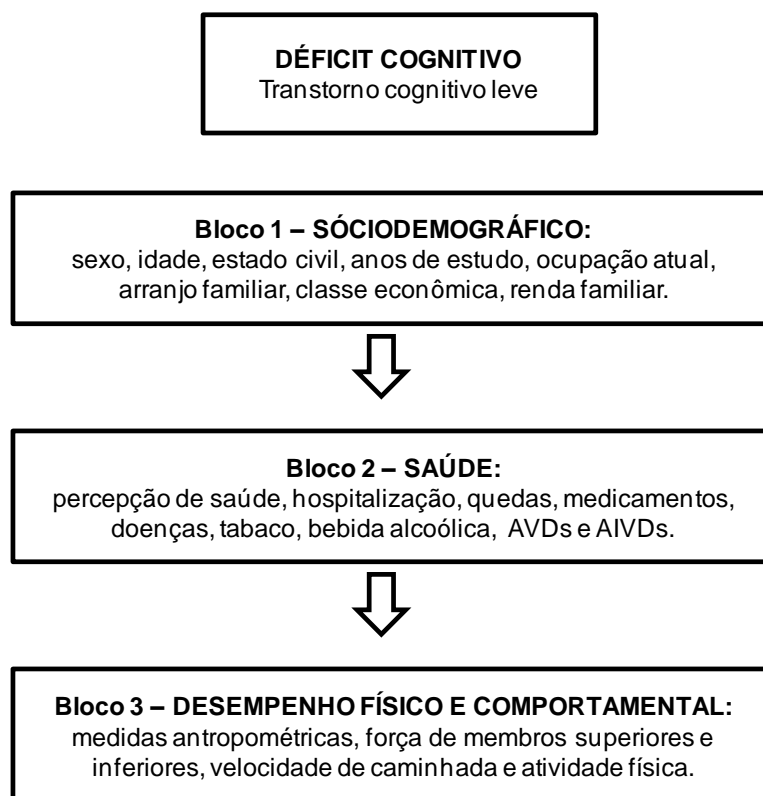 DÉFICIT COGNITIVO
Transtorno cognitivo leve
Bloco 1 – SÓCIODEMOGRÁFICO:
sexo, idade, estado civil, anos de estudo, ocupação atual,
arranjo familiar, classe econômica, renda familiar.
Bloco 2 – SAÚDE:
percepção de saúde, hospitalização, quedas, medicamentos,
doenças, tabaco, bebida alcoólica, AVDs e AIVDs.
Bloco 3 – DESEMPENHO FÍSICO E COMPORTAMENTAL:
medidas antropométricas, força de membros superiores e
inferiores, velocidade de caminhada e atividade física.